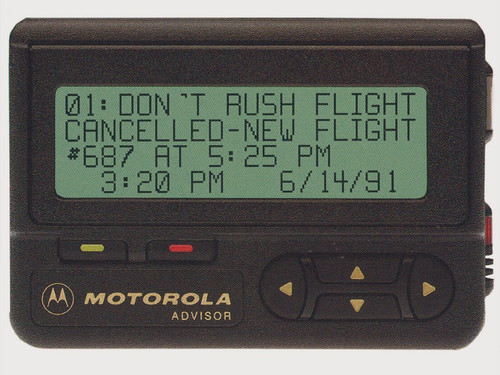 01: DON'T RUSH FLIGHT
CANCELLED-NEW FLIGHT
#687 AT 5:25 PM
3:20 PM 6/14/91
MOTOROLA
ADVISOR